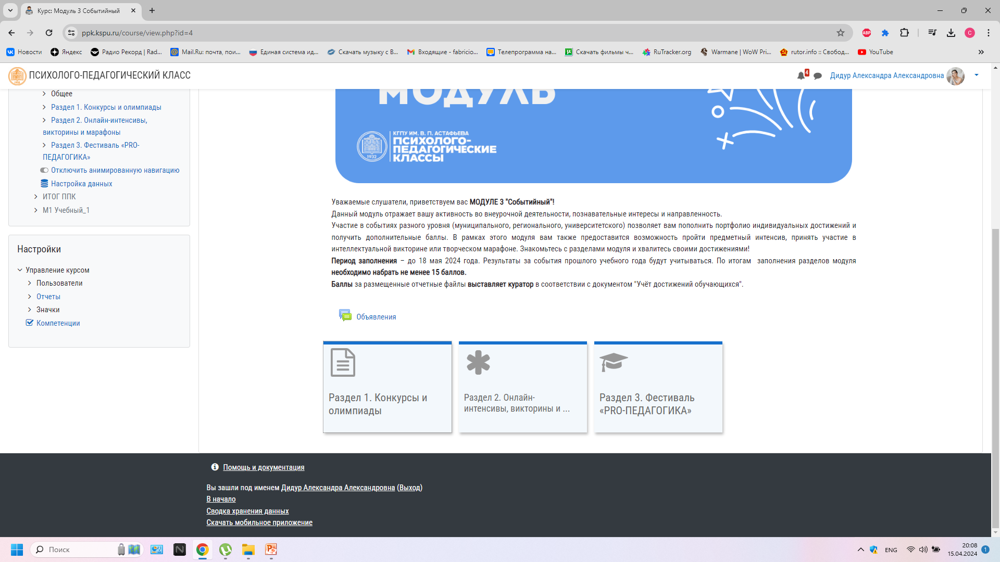 Курс: Модуль 3 Событийный
ppk.kspu.ru/course/view.php?id=4
ABP
C
Новости
Яндекс
Радио Рекорд | Rad...
Mail.Ru: почта, пои...
Единая система ид...
Скачать музыку с В...
Входящие - fabricio...
Телепрограмма на...
Скачать фильмы ч...
RuTracker.org
Warmane | WoW Pri...
rutor.info :: Свобод...
YouTube
ПСИХОЛОГО-ПЕДАГОГИЧЕСКИЙ КЛАСС
4
Дидур Александра Александровна
Общее
Раздел 1. Конкурсы и олимпиады
Раздел 2. Онлайн-интенсивы,
викторины и марафоны
Раздел 3. Фестиваль «PRO-
ПЕДАГОГИКА»
Отключить анимированную навигацию
Настройка данных
ИТОГ ППК
М1 Учебный_1
Настройки
Управление курсом
Пользователи
Отчеты
Значки
Компетенции
МОДУЛЬ
КГПУ ИМ. В. П. АСТАФЬЕВА
ПСИХОЛОГО-
ПЕДАГОГИЧЕСКИЕ
КЛАССЫ
1932
Уважаемые слушатели, приветствуем вас МОДУЛЕ 3 "Событийный"!
Данный модуль отражает вашу активность во внеурочной деятельности, познавательные интересы и направленность.
Участие в событиях разного уровня (муниципального, регионального, университетского) позволяет вам пополнить портфолио индивидуальных достижений и
получить дополнительные баллы. В рамках этого модуля вам также предоставится возможность пройти предметный интенсив, принять участие в
интеллектуальной викторине или творческом марафоне. Знакомьтесь с разделами модуля и хвалитесь своими достижениями!
Период заполнения – до 18 мая 2024 года. Результаты за события прошлого учебного года будут учитываться. По итогам заполнения разделов модуля
необходимо набрать не менее 15 баллов.
Баллы за размещенные отчетные файлы выставляет куратор в соответствии с документом "Учёт достижений обучающихся".
Объявления
Раздел 1. Конкурсы и
олимпиады
Раздел 2. Онлайн-
интенсивы, викторины и ...
Раздел 3. Фестиваль
«PRO-ПЕДАГОГИКА»
Помощь и документация
Вы зашли под именем Дидур Александра Александровна (Выход)
В начало
Сводка хранения данных
Скачать мобильное приложение
Поиск
ENG
20:08
15.04.2024
1